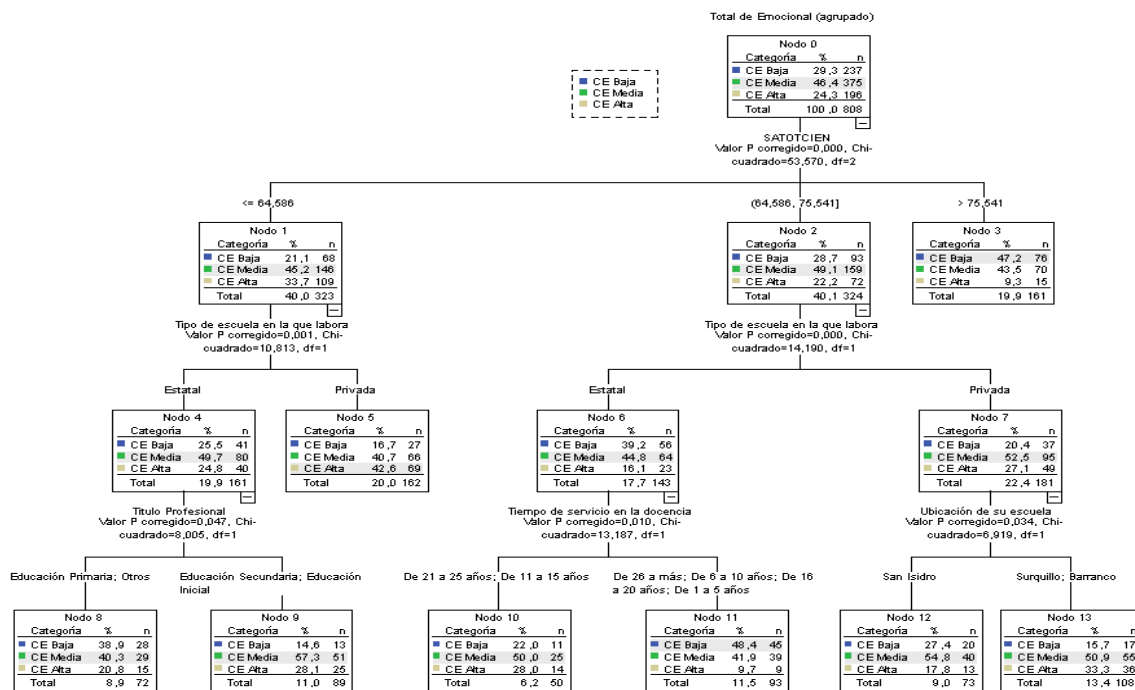 Total de Emocional (agrupado)
Nodo 0
Categoría % n
CE Baja 29,3 237
CE Media 46,4 375
CE Alta 24,3 196
Total 100,0 808
CE Baja
CE Media
CE Alta
SATOTCIEN
Valor P corregido=0,000, Chi-
cuadrado=53,570, df=2
<= 64,586
(64,586, 75,541]
> 75,541
Nodo 1
Categoría % n
CE Baja 21,1 68
CE Media 45,2 146
CE Alta 33,7 109
Total 40,0 323
Nodo 2
Categoría % n
CE Baja 28,7 93
CE Media 49,1 159
CE Alta 22,2 72
Total 40,1 324
Nodo 3
Categoría % n
CE Baja 47,2 76
CE Media 43,5 70
CE Alta 9,3 15
Total 19,9 161
Tipo de escuela en la que labora
Valor P corregido=0,001, Chi-
cuadrado=10,813, df=1
Tipo de escuela en la que labora
Valor P corregido=0,000, Chi-
cuadrado=14,190, df=1
Estatal
Privada
Estatal
Privada
Nodo 4
Categoría % n
CE Baja 25,5 41
CE Media 49,7 80
CE Alta 24,8 40
Total 19,9 161
Nodo 5
Categoría % n
CE Baja 16,7 27
CE Media 40,7 66
CE Alta 42,6 69
Total 20,0 162
Nodo 6
Categoría % n
CE Baja 39,2 56
CE Media 44,8 64
CE Alta 16,1 23
Total 17,7 143
Nodo 7
Categoría % n
CE Baja 20,4 37
CE Media 52,5 95
CE Alta 27,1 49
Total 22,4 181
Titulo Profesional
Valor P corregido=0,047, Chi-
cuadrado=8,005, df=1
Tiempo de servicio en la docencia
Valor P corregido=0,010, Chi-
cuadrado=13,187, df=1
Ubicación de su escuela
Valor P corregido=0,034, Chi-
cuadrado=6,919, df=1
Educación Primaria; Otros
Educación Secundaria; Educación
Inicial
De 21 a 25 años; De 11 a 15 años
De 26 a más; De 6 a 10 años; De 16
a 20 años; De 1 a 5 años
San Isidro
Surquillo; Barranco
Nodo 8
Categoría % n
CE Baja 38,9 28
CE Media 40,3 29
CE Alta 20,8 15
Total 8,9 72
Nodo 9
Categoría % n
CE Baja 14,6 13
CE Media 57,3 51
CE Alta 28,1 25
Total 11,0 89
Nodo 10
Categoría % n
CE Baja 22,0 11
CE Media 50,0 25
CE Alta 28,0 14
Total 6,2 50
Nodo 11
Categoría % n
CE Baja 48,4 45
CE Media 41,9 39
CE Alta 9,7 9
Total 11,5 93
Nodo 12
Categoría % n
CE Baja 27,4 20
CE Media 54,8 40
CE Alta 17,8 13
Total 9,0 73
Nodo 13
Categoría % n
CE Baja 15,7 17
CE Media 50,9 55
CE Alta 33,3 36
Total 13,4 108